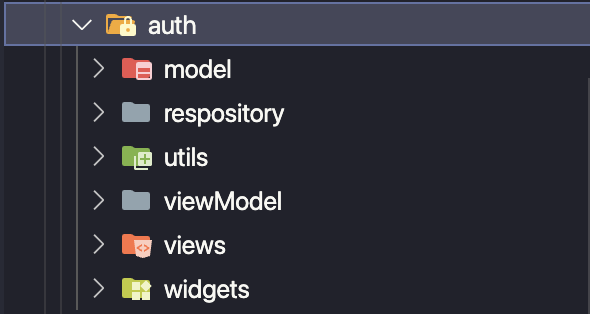 auth
model
respository
utils
viewModel
views
widgets